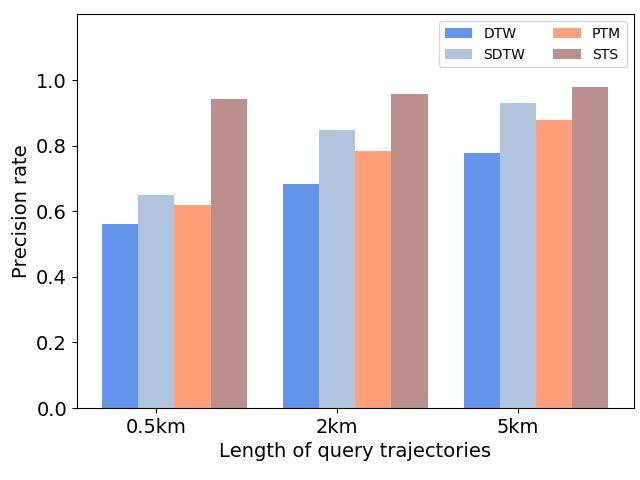 DTW
SDTW
PTM
STS
1.0
0.8
0.6
0.4
0.2
0.0
Precision rate
0.5km 2km 5km
Length of query trajectories